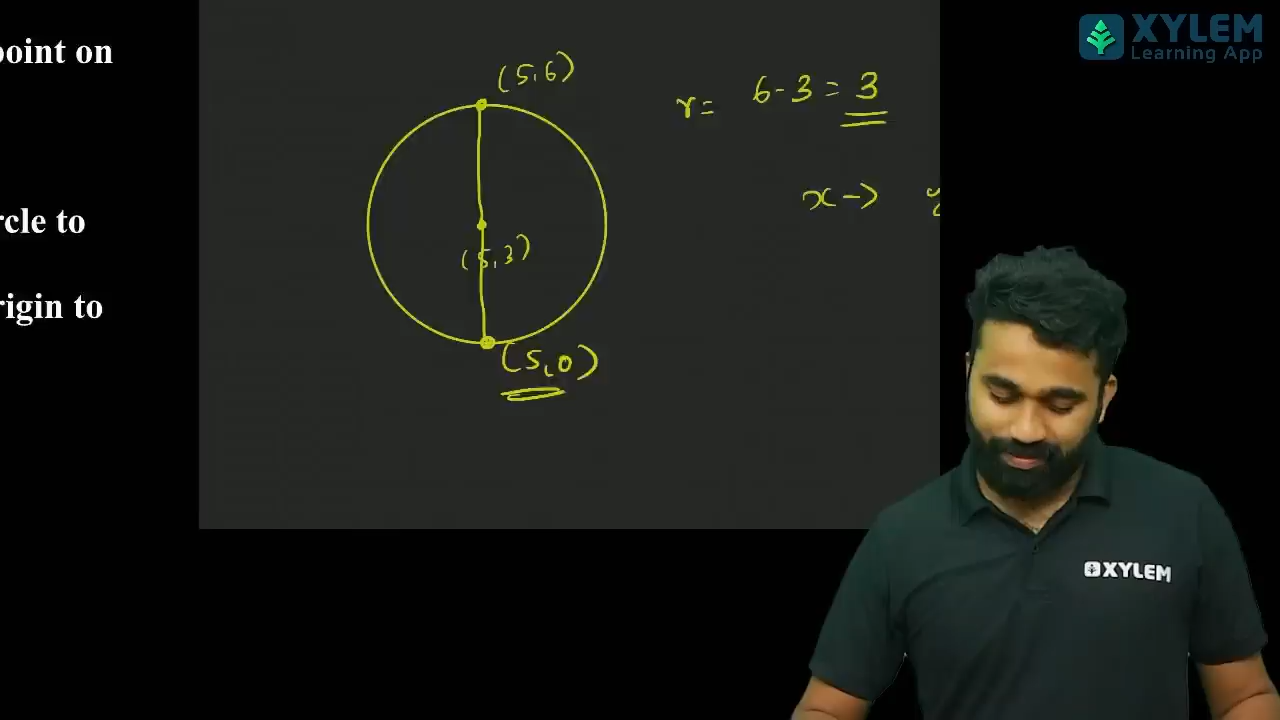 XYLEM
Learning App
point on
(5,6)
r = 6-3 = 3
x →
rcle to
(5,3)
rigin to
(5,0)
XYLEM